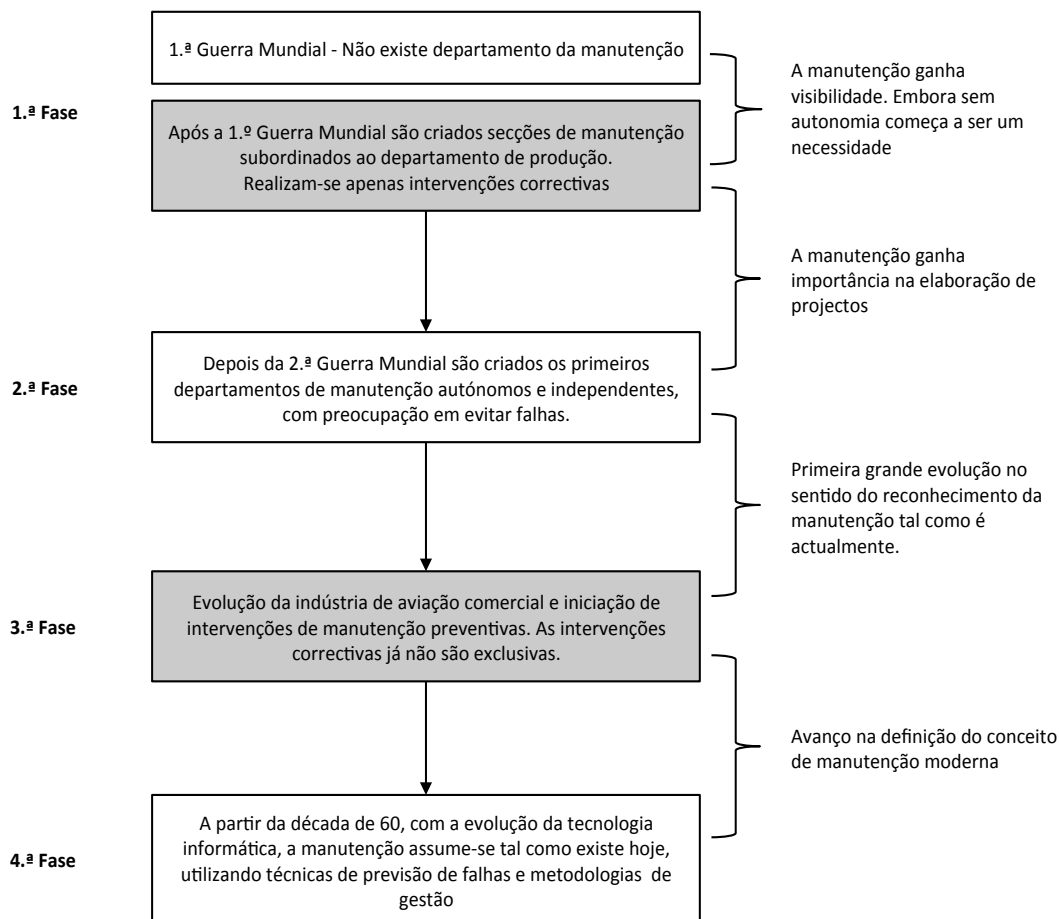 1.ª Guerra Mundial - Não existe departamento da manutenção
A manutenção ganha
visibilidade. Embora sem
autonomia começa a ser um
necessidade
1.ª Fase
Após a 1.º Guerra Mundial são criados secções de manutenção
subordinados ao departamento de produção.
Realizam-se apenas intervenções correctivas
A manutenção ganha
importância na elaboração de
projectos
2.ª Fase
Depois da 2.ª Guerra Mundial são criados os primeiros
departamentos de manutenção autónomos e independentes,
com preocupação em evitar falhas.
Primeira grande evolução no
sentido do reconhecimento da
manutenção tal como é
actualmente.
3.ª Fase
Evolução da indústria de aviação comercial e iniciação de
intervenções de manutenção preventivas. As intervenções
correctivas já não são exclusivas.
Avanço na definição do conceito
de manutenção moderna
4.ª Fase
A partir da década de 60, com a evolução da tecnologia
informática, a manutenção assume-se tal como existe hoje,
utilizando técnicas de previsão de falhas e metodologias de
gestão